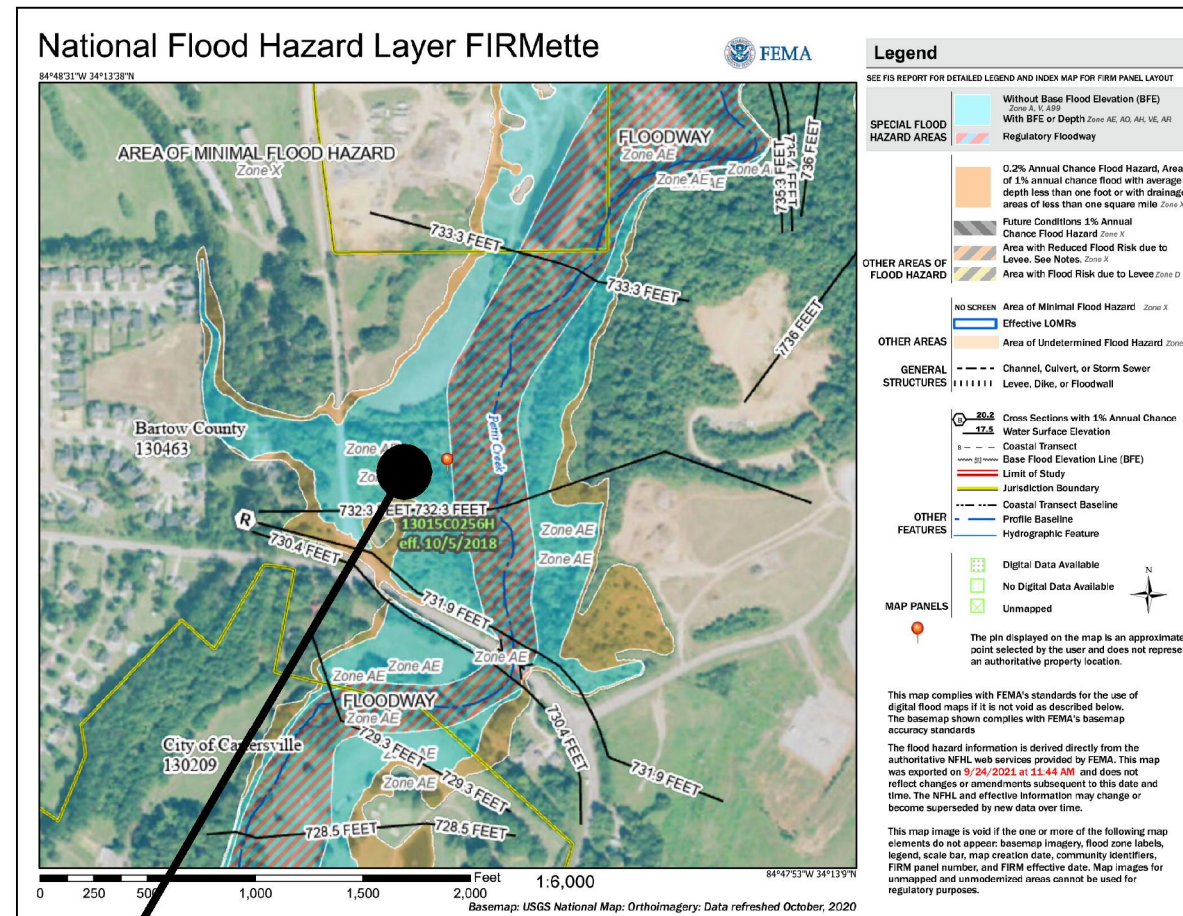 National Flood Hazard Layer FIRMette
FEMA
84°48'31"W 34°13'38"N
AREA OF MINIMAL FLOOD HAZARD
Zone X
FLOODWAY
Zone AE
Zone AE
735.3 FEET
735.4 FEET
736 FEET
733.3 FEET
733.3 FEET
736 FEET
Bartow County
130463
Pettit Creek
732.3 FEET
732.3 FEET
13015C0256H
eff. 10/5/2018
R
730.4 FEET
Zone AE
Zone AE
731.9 FEET
Zone AE
Zone AE
Zone AE
FLOODWAY
Zone AE
730.4 FEET
City of Cartersville
130209
729.3 FEET
Zone AE
729.3 FEET
731.9 FEET
728.5 FEET
728.5 FEET
84°47'53"W 34°13'9"N
0 250 500 1,000 1,500 2,000 Feet
1:6,000
Basemap: USGS National Map: Orthoimagery: Data refreshed October, 2020
Legend
SEE FIS REPORT FOR DETAILED LEGEND AND INDEX MAP FOR FIRM PANEL LAYOUT
SPECIAL FLOOD
HAZARD AREAS
Without Base Flood Elevation (BFE)
Zone A, V, A99
With BFE or Depth Zone AE, AO, AH, VE, AR
Regulatory Floodway
0.2% Annual Chance Flood Hazard, Area
of 1% annual chance flood with average
depth less than one foot or with drainage
areas of less than one square mile Zone X
Future Conditions 1% Annual
Chance Flood Hazard Zone X
OTHER AREAS OF
FLOOD HAZARD
Area with Reduced Flood Risk due to
Levee. See Notes. Zone X
Area with Flood Risk due to Levee Zone D
OTHER AREAS
NO SCREEN Area of Minimal Flood Hazard Zone X
Effective LOMRs
Area of Undetermined Flood Hazard Zone
GENERAL
STRUCTURES
Channel, Culvert, or Storm Sewer
Levee, Dike, or Floodwall
OTHER
FEATURES
B 20.2 Cross Sections with 1% Annual Chance
17.5 Water Surface Elevation
Coastal Transect
Base Flood Elevation Line (BFE)
Limit of Study
Jurisdiction Boundary
Coastal Transect Baseline
Profile Baseline
Hydrographic Feature
MAP PANELS
Digital Data Available
No Digital Data Available
Unmapped
N
The pin displayed on the map is an approximate
point selected by the user and does not represe
an authoritative property location.
This map complies with FEMA's standards for the use of
digital flood maps if it is not void as described below.
The basemap shown complies with FEMA's basemap
accuracy standards
The flood hazard information is derived directly from the
authoritative NFHL web services provided by FEMA. This map
was exported on 9/24/2021 at 11:44 AM and does not
reflect changes or amendments subsequent to this date and
time. The NFHL and effective information may change or
become superseded by new data over time.
This map image is void if the one or more of the following map
elements do not appear: basemap imagery, flood zone labels,
legend, scale bar, map creation date, community identifiers,
FIRM panel number, and FIRM effective date. Map images for
unmapped and unmodernized areas cannot be used for
regulatory purposes.